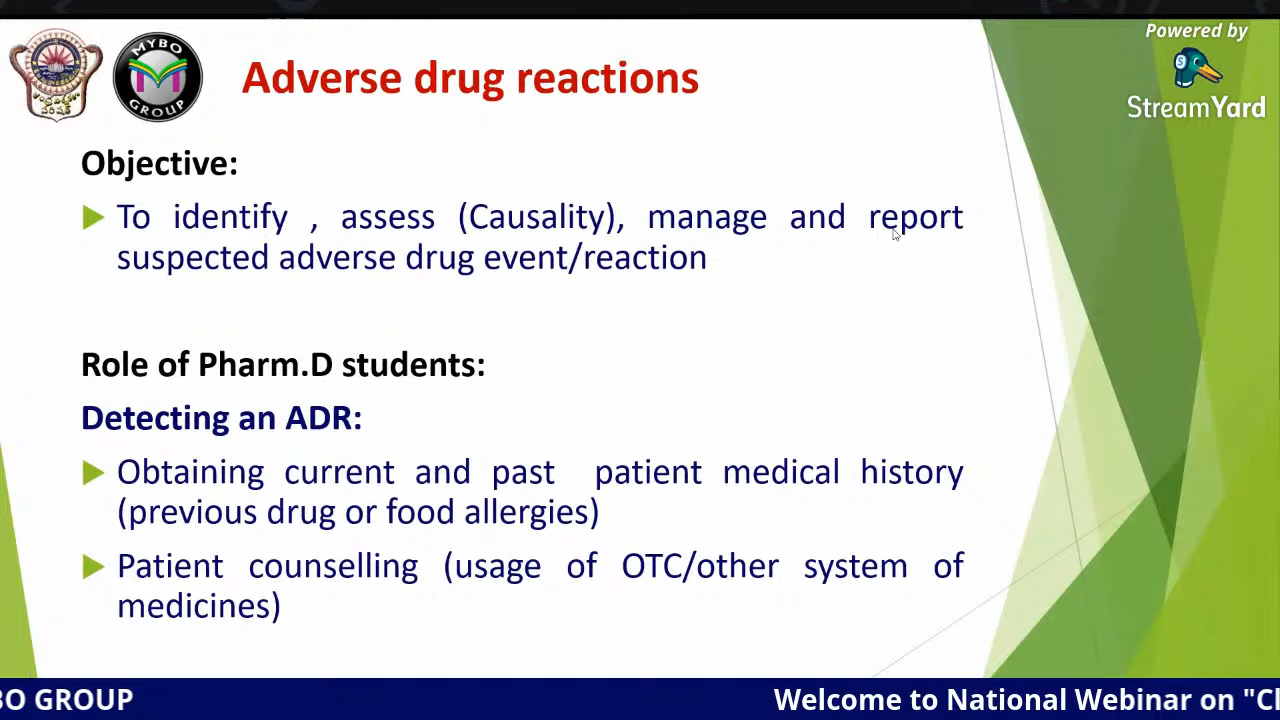 Powered by
StreamYard
MYBO
GROUP
Adverse drug reactions
Objective:
To identify , assess (Causality), manage and report
suspected adverse drug event/reaction
Role of Pharm.D students:
Detecting an ADR:
Obtaining current and past patient medical history
(previous drug or food allergies)
Patient counselling (usage of OTC/other system of
medicines)
BO GROUP
Welcome to National Webinar on "Cl